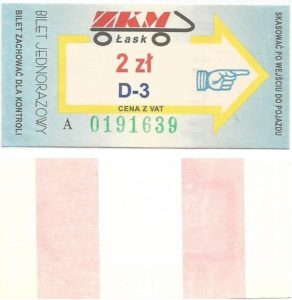 BILET ZACHOWAĆ DLA KONTROLI
BILET JEDNORAZOWY
ZKM
Łask
2 zł
D-3
CENA Z VAT
A 0191639
SKASOWAĆ PO WEJŚCIU DO POJAZDU